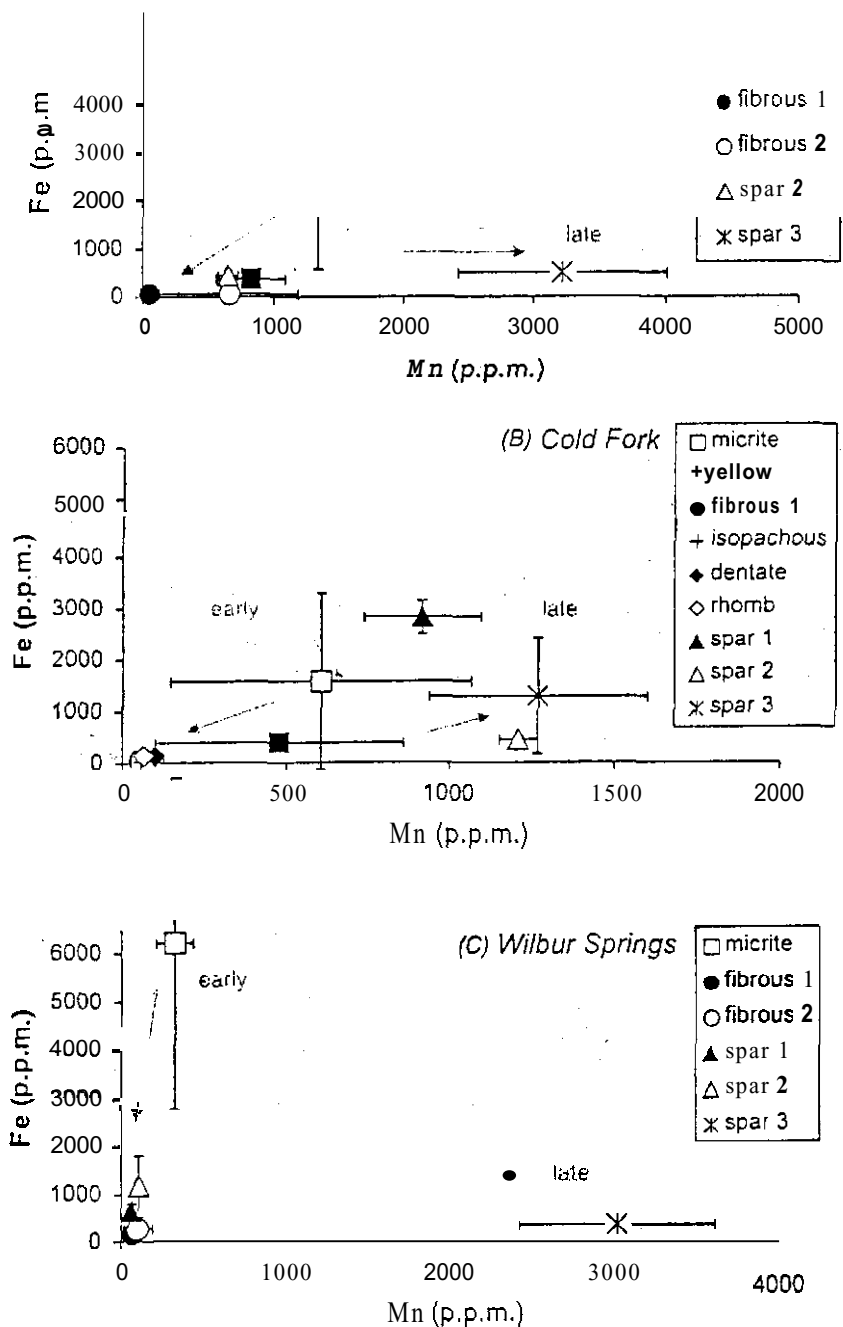 Fe (p.p.m
4000
3000
2000
1000
0
0
1000
2000
3000
4000
5000
Mn (p.p.m.)
late
fibrous 1
fibrous 2
spar 2
spar 3
(B) Cold Fork
Fe (p.p.m.)
6000
5000
4000
3000
2000
1000
0
0
500
1000
1500
2000
Mn (p.p.m.)
early
late
micrite
+yellow
fibrous 1
isopachous
dentate
rhomb
spar 1
spar 2
spar 3
(C) Wilbur Springs
Fe (p.p.m.)
6000
5000
4000
3000
2000
1000
0
0
1000
2000
3000
4000
Mn (p.p.m.)
early
late
micrite
fibrous 1
fibrous 2
spar 1
spar 2
spar 3